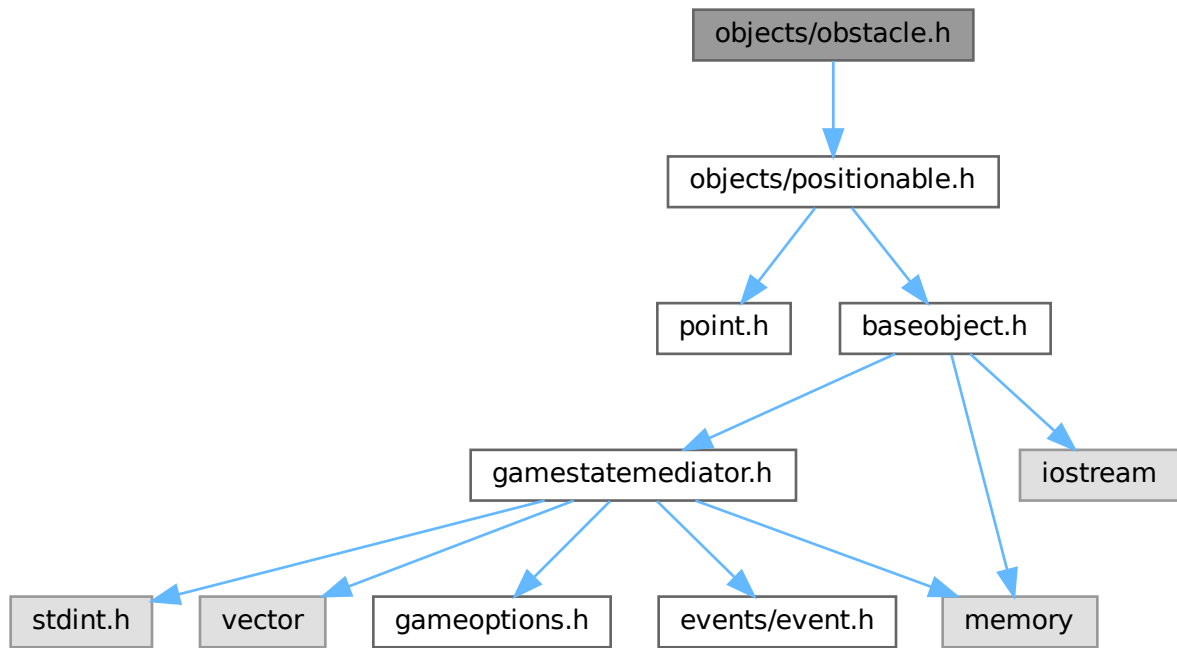 objects/obstacle.h
objects/positionable.h
point.h
baseobject.h
gamestatemediator.h
iostream
stdint.h
vector
gameoptions.h
events/event.h
memory